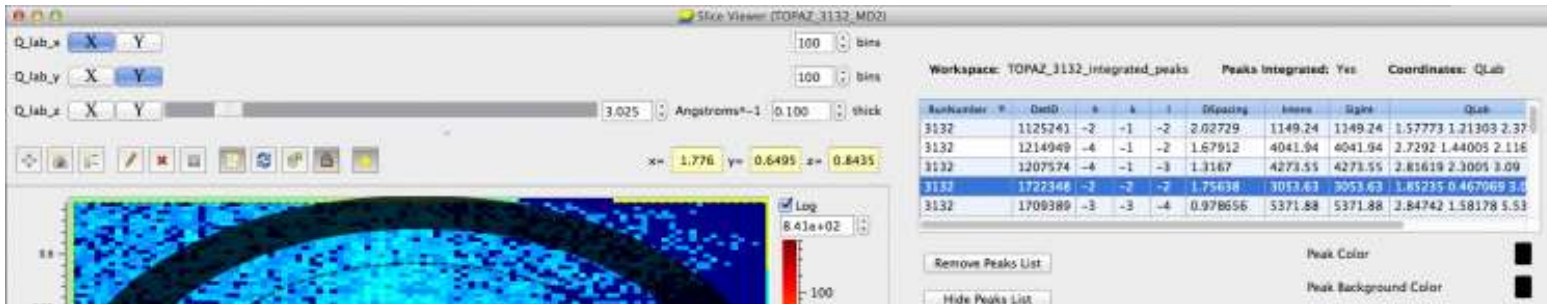 Slice Viewer (TOPAZ_3132_MD2)
Q_lab_x X Y 100 bins
Q_lab_y X Y 100 bins
Q_lab_z X Y 3.025 Angstroms^-1 0.100 thick
x= 1.776 y= 0.6495 z= 0.8435
Log
8.41e+02
100
Workspace: TOPAZ_3132_integrated_peaks Peaks Integrated: Yes Coordinates: QLab
RunNumber DetID h k l DSpacing Intens SigInt QLab
3132 1125241 -2 -1 -2 2.02729 1149.24 1149.24 1.57773 1.21303 2.37
3132 1214949 -4 -1 -2 1.67912 4041.94 4041.94 2.7292 1.44005 2.116
3132 1207574 -4 -1 -3 1.3167 4273.55 4273.55 2.81619 2.3005 3.09
3132 1722348 -2 -2 -2 1.75638 3053.63 3053.63 1.85235 0.467069 3.0
3132 1709389 -3 -3 -4 0.978656 5371.88 5371.88 2.84742 1.58178 5.53
Remove Peaks List
Peak Color
Hide Peaks List
Peak Background Color